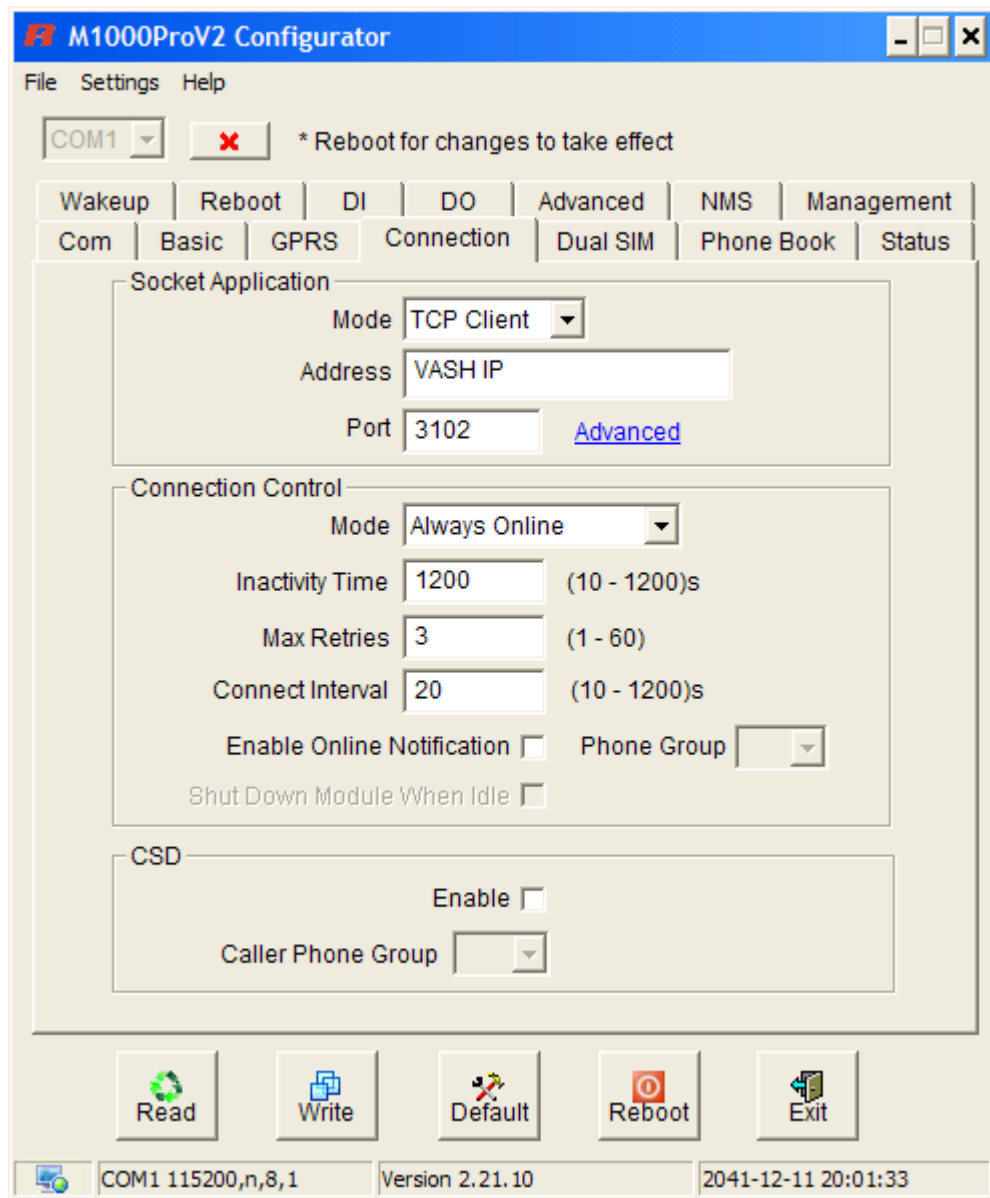 M1000ProV2 Configurator
File Settings Help
COM1 * Reboot for changes to take effect
Wakeup Reboot DI DO Advanced NMS Management
Com Basic GPRS Connection Dual SIM Phone Book Status
Socket Application
Mode TCP Client
Address VASH IP
Port 3102 Advanced
Connection Control
Mode Always Online
Inactivity Time 1200 (10 - 1200)s
Max Retries 3 (1 - 60)
Connect Interval 20 (10 - 1200)s
Enable Online Notification Phone Group
Shut Down Module When Idle
CSD
Enable
Caller Phone Group
Read Write Default Reboot Exit
COM1 115200,n,8,1 Version 2.21.10 2041-12-11 20:01:33